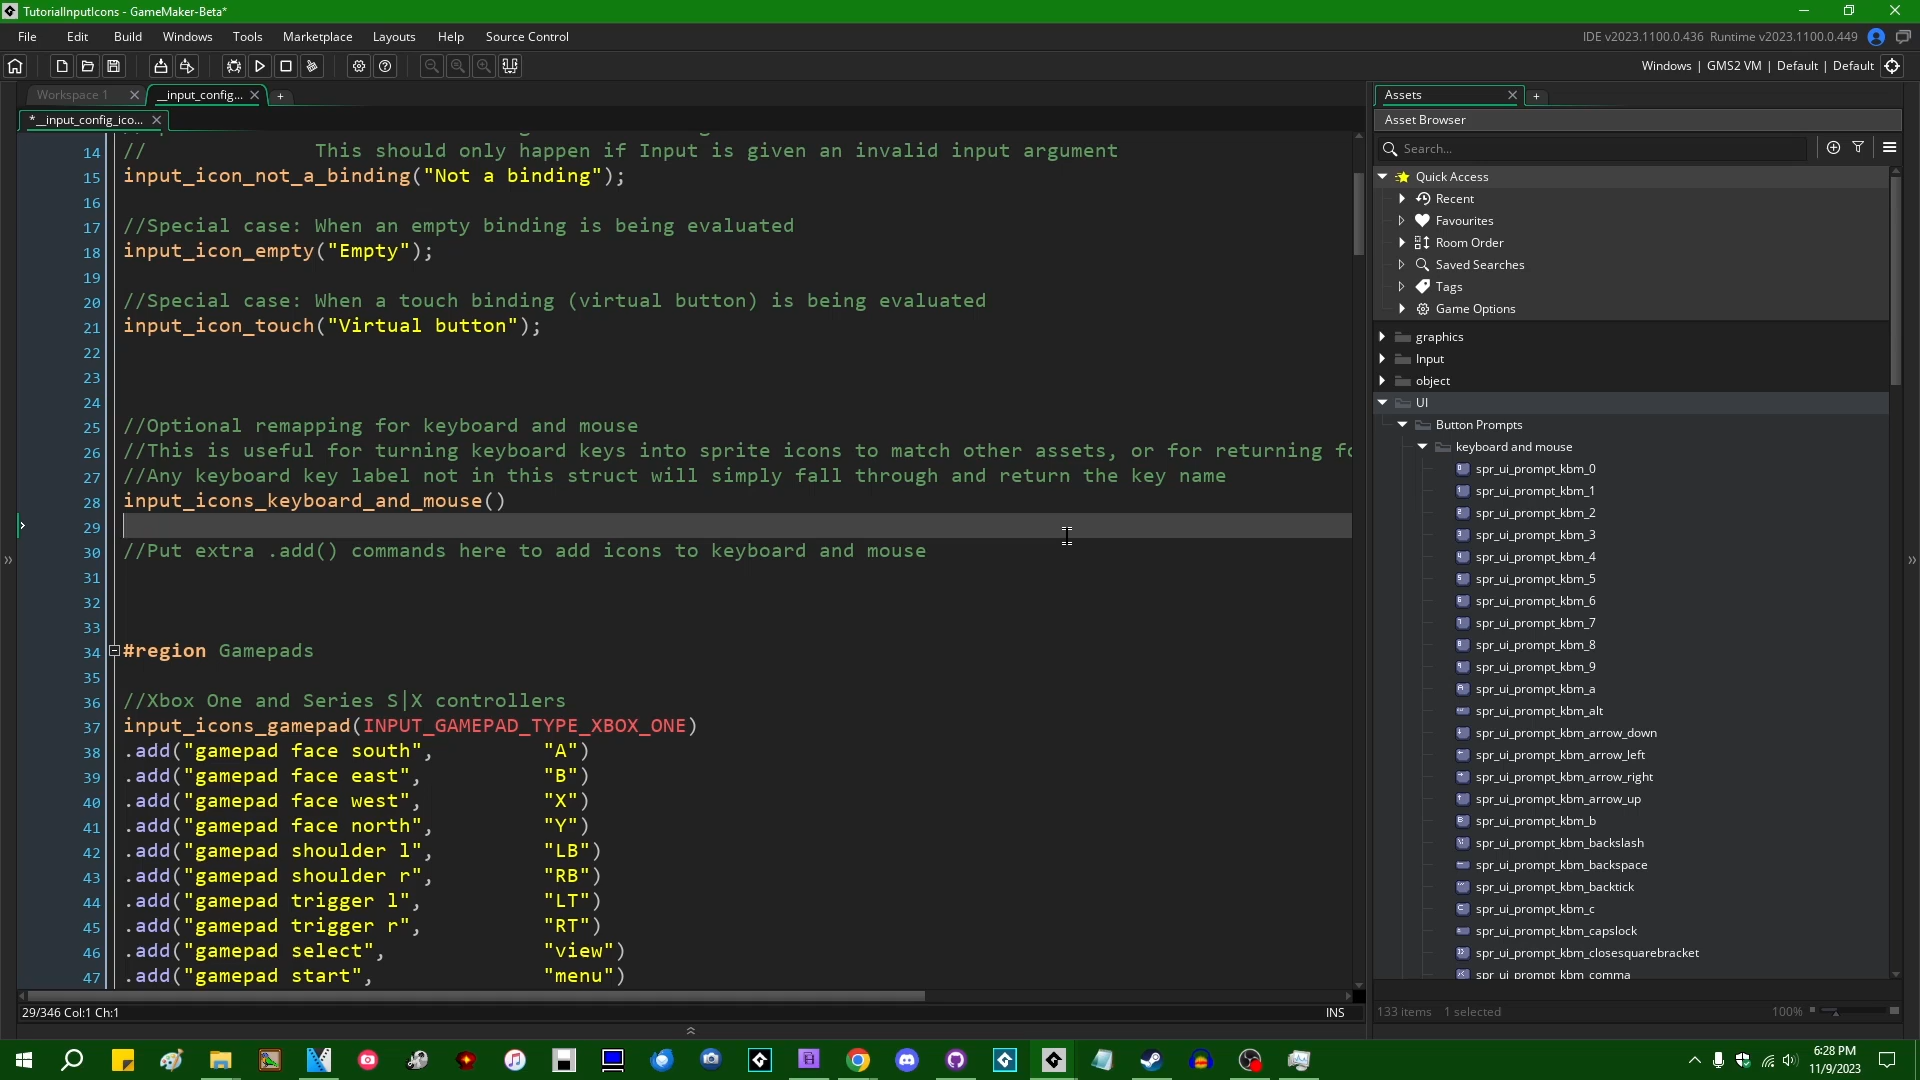 TutorialInputIcons - GameMaker-Beta*
File Edit Build Windows Tools Marketplace Layouts Help Source Control
IDE v2023.1100.0.436 Runtime v2023.1100.0.449
Windows | GMS2 VM | Default | Default
Workspace 1
__input_config...
*__input_config_ico...
14 // This should only happen if Input is given an invalid input argument
15 input_icon_not_a_binding("Not a binding");
16
17 //Special case: When an empty binding is being evaluated
18 input_icon_empty("Empty");
19
20 //Special case: When a touch binding (virtual button) is being evaluated
21 input_icon_touch("Virtual button");
22
23
24
25 //Optional remapping for keyboard and mouse
26 //This is useful for turning keyboard keys into sprite icons to match other assets, or for returning
27 //Any keyboard key label not in this struct will simply fall through and return the key name
28 input_icons_keyboard_and_mouse()
29
30 //Put extra .add() commands here to add icons to keyboard and mouse
31
32
33
34 #region Gamepads
35
36 //Xbox One and Series S|X controllers
37 input_icons_gamepad(INPUT_GAMEPAD_TYPE_XBOX_ONE)
38 .add("gamepad face south", "A")
39 .add("gamepad face east", "B")
40 .add("gamepad face west", "X")
41 .add("gamepad face north", "Y")
42 .add("gamepad shoulder l", "LB")
43 .add("gamepad shoulder r", "RB")
44 .add("gamepad trigger l", "LT")
45 .add("gamepad trigger r", "RT")
46 .add("gamepad select", "view")
47 .add("gamepad start", "menu")
29/346 Col:1 Ch:1
INS
Assets
Asset Browser
Search...
Quick Access
Recent
Favourites
Room Order
Saved Searches
Tags
Game Options
graphics
Input
object
UI
Button Prompts
keyboard and mouse
spr_ui_prompt_kbm_0
spr_ui_prompt_kbm_1
spr_ui_prompt_kbm_2
spr_ui_prompt_kbm_3
spr_ui_prompt_kbm_4
spr_ui_prompt_kbm_5
spr_ui_prompt_kbm_6
spr_ui_prompt_kbm_7
spr_ui_prompt_kbm_8
spr_ui_prompt_kbm_9
spr_ui_prompt_kbm_a
spr_ui_prompt_kbm_alt
spr_ui_prompt_kbm_arrow_down
spr_ui_prompt_kbm_arrow_left
spr_ui_prompt_kbm_arrow_right
spr_ui_prompt_kbm_arrow_up
spr_ui_prompt_kbm_b
spr_ui_prompt_kbm_backslash
spr_ui_prompt_kbm_backspace
spr_ui_prompt_kbm_backtick
spr_ui_prompt_kbm_c
spr_ui_prompt_kbm_capslock
spr_ui_prompt_kbm_closesquarebracket
spr_ui_prompt_kbm_comma
133 items 1 selected
100%
6:28 PM
11/9/2023